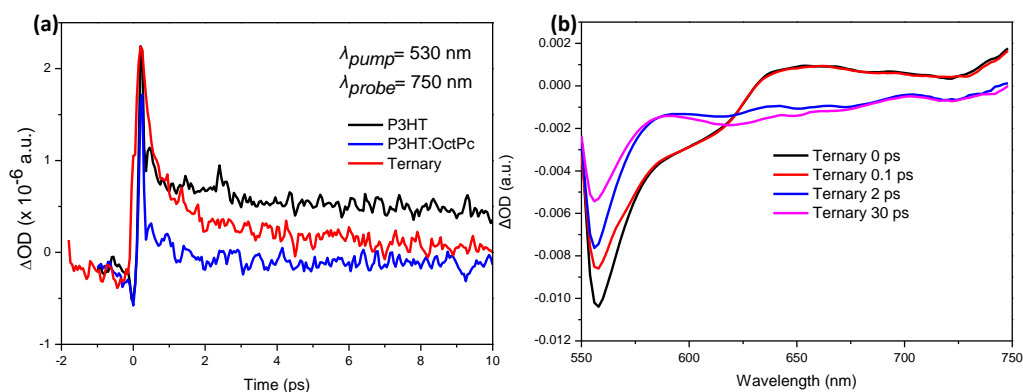 (a)
λpump= 530 nm
λprobe= 750 nm
P3HT
P3HT:OctPc
Ternary
2
1
0
-1
ΔOD (x 10-6 a.u.)
-2 0 2 4 6 8 10
Time (ps)
(b)
0.002
0.000
-0.002
-0.004
-0.006
-0.008
-0.010
-0.012
ΔOD (a.u.)
Ternary 0 ps
Ternary 0.1 ps
Ternary 2 ps
Ternary 30 ps
550 600 650 700 750
Wavelength (nm)